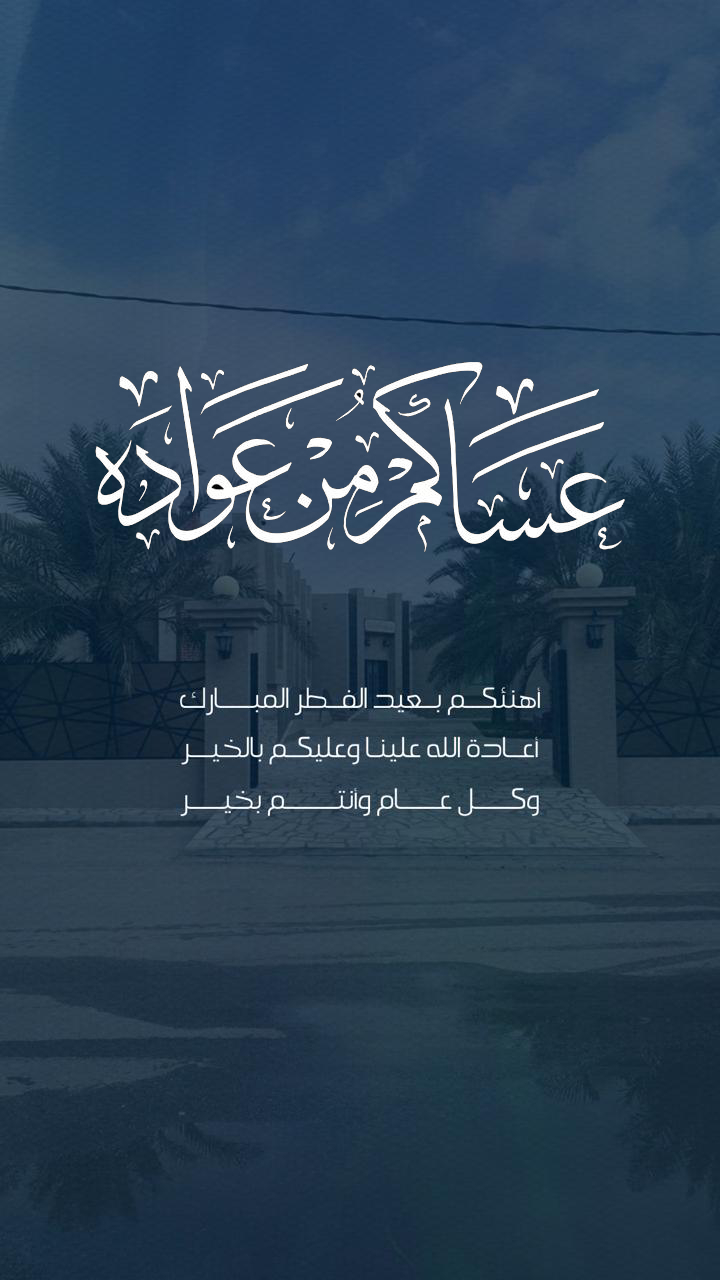 عساكم من عواده
أهنئكم بعيد الفطر المبارك
أعادة الله علينا وعليكم بالخير
وكل عام وأنتم بخير